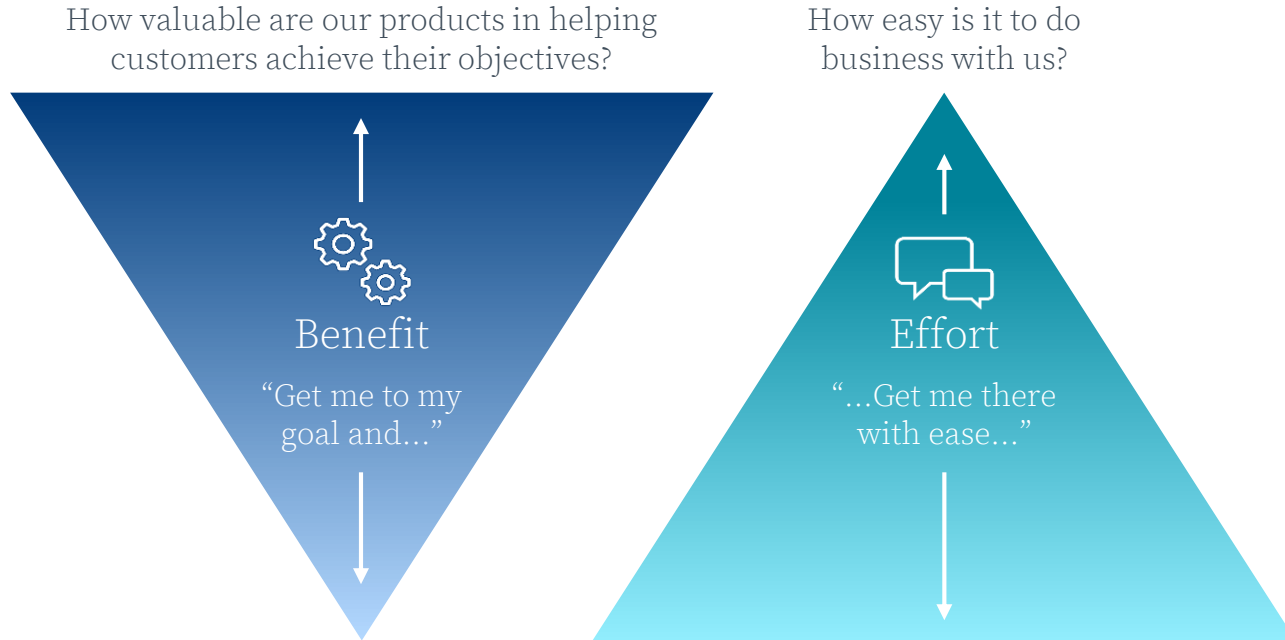 How valuable are our products in helping
customers achieve their objectives?
How easy is it to do
business with us?
Benefit
“Get me to my
goal and...”
Effort
“...Get me there
with ease...”